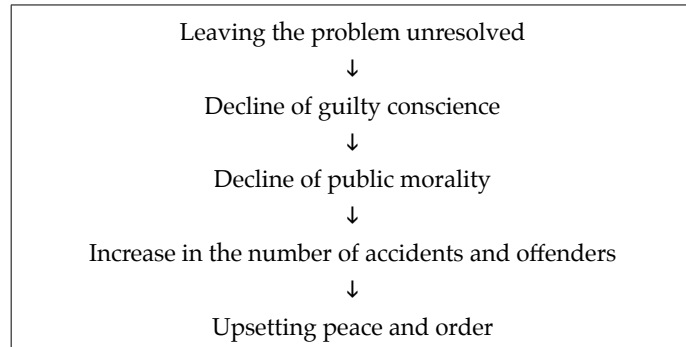 Leaving the problem unresolved
↓
Decline of guilty conscience
↓
Decline of public morality
↓
Increase in the number of accidents and offenders
↓
Upsetting peace and order